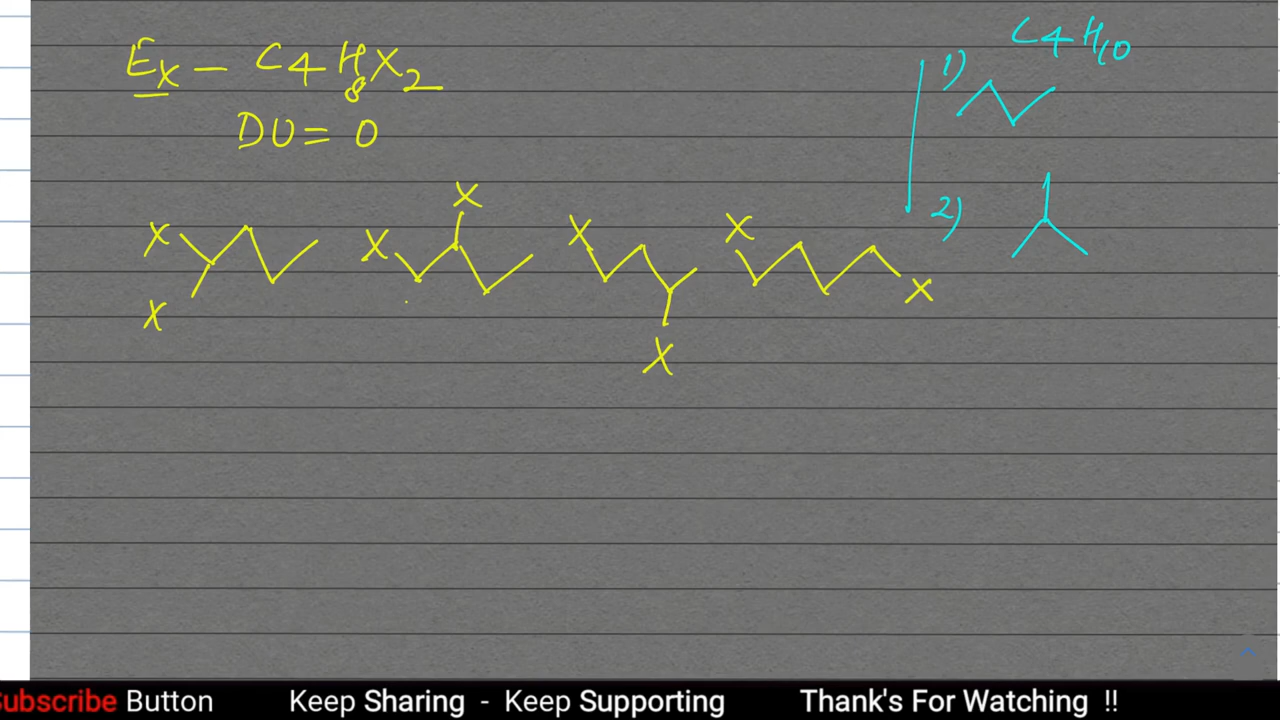 Ex - C4H8X2
DU = 0
C4H10
1)
2)
X
X
X
X
X
X
X
X
Subscribe Button Keep Sharing - Keep Supporting Thank's For Watching !!